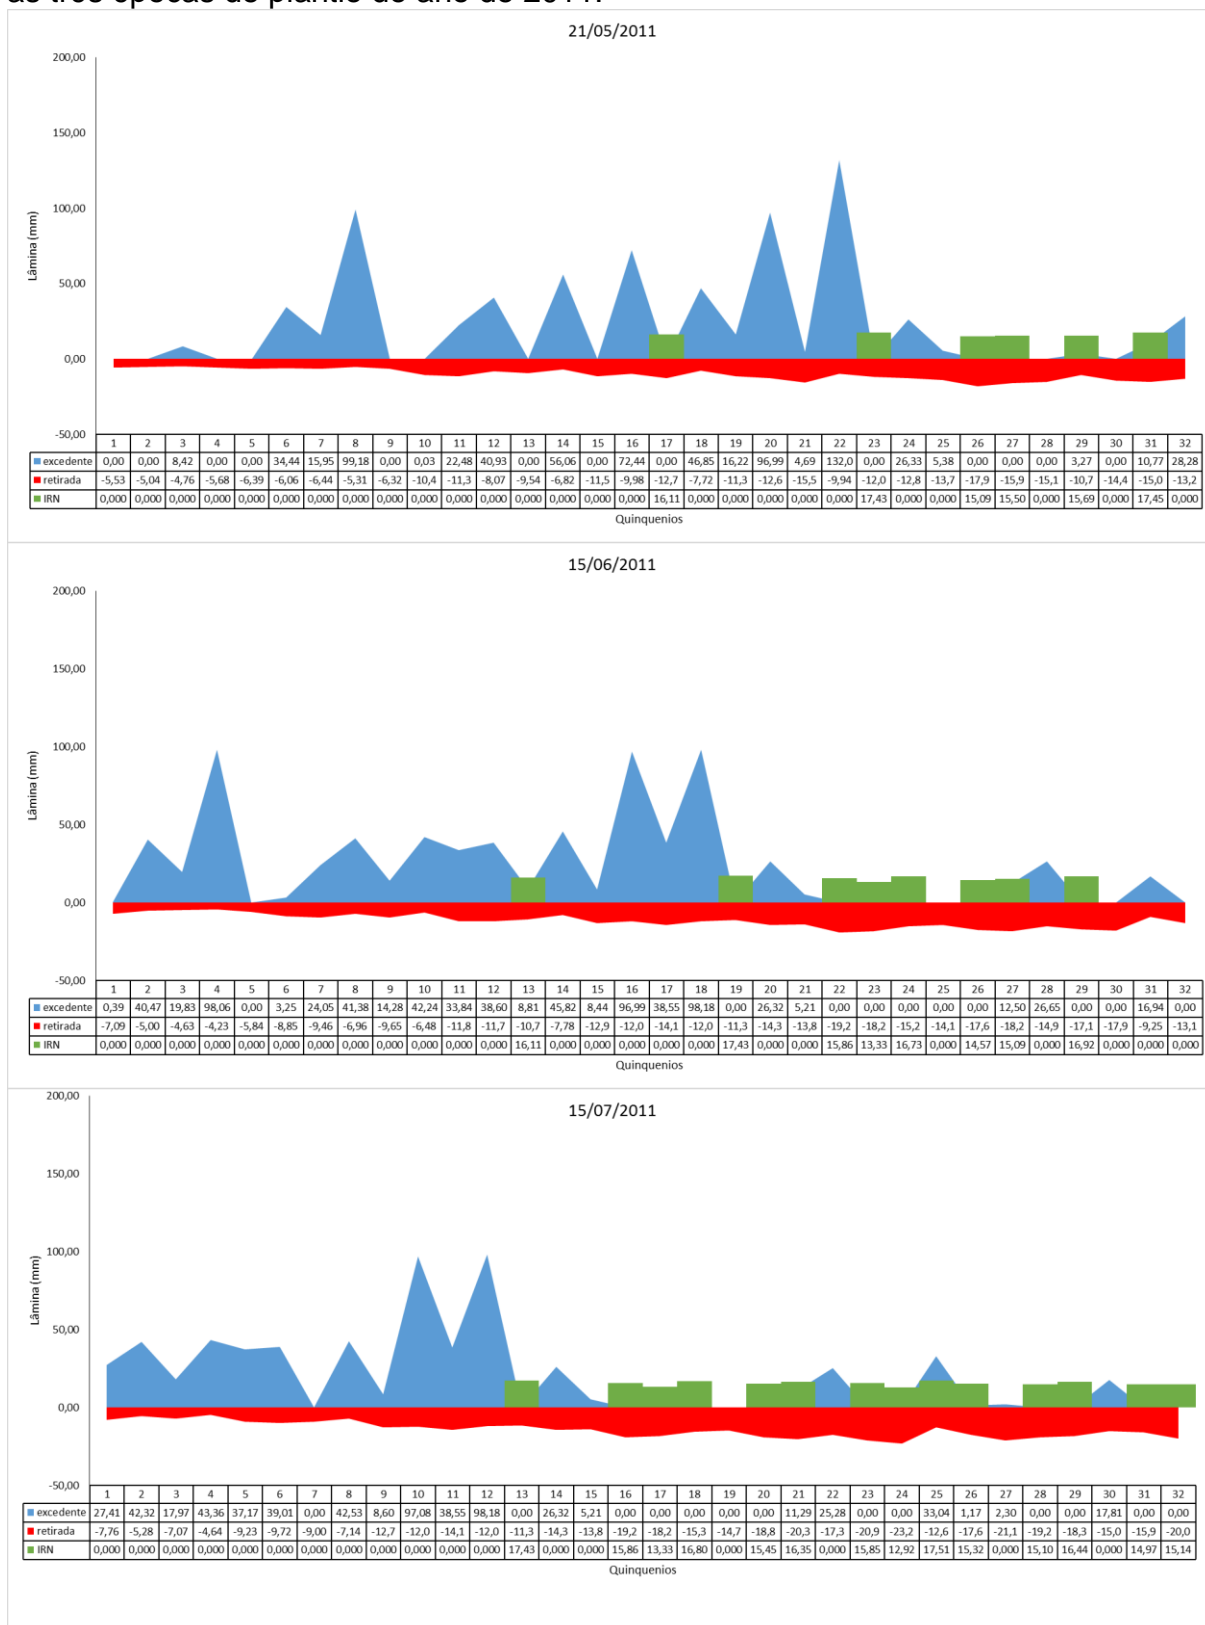 as três épocas de plantio do ano de 2011.
21/05/2011
200,00
150,00
100,00
50,00
0,00
-50,00
Lâmina (mm)
1 2 3 4 5 6 7 8 9 10 11 12 13 14 15 16 17 18 19 20 21 22 23 24 25 26 27 28 29 30 31 32
excedente 0,00 0,00 8,42 0,00 0,00 34,44 15,95 99,18 0,00 0,03 22,48 40,93 0,00 56,06 0,00 72,44 0,00 46,85 16,22 96,99 4,69 132,0 0,00 26,33 5,38 0,00 0,00 0,00 3,27 0,00 10,77 28,28
retirada -5,53 -5,04 -4,76 -5,68 -6,39 -6,06 -6,44 -5,31 -6,32 -10,4 -11,3 -8,07 -9,54 -6,82 -11,5 -9,98 -12,7 -7,72 -11,3 -12,6 -15,5 -9,94 -12,0 -12,8 -13,7 -17,9 -15,9 -15,1 -10,7 -14,4 -15,0 -13,2
IRN 0,000 0,000 0,000 0,000 0,000 0,000 0,000 0,000 0,000 0,000 0,000 0,000 0,000 0,000 0,000 0,000 16,11 0,000 0,000 0,000 0,000 0,000 17,43 0,000 0,000 15,09 15,50 0,000 15,69 0,000 17,45 0,000
Quinquenios
15/06/2011
200,00
150,00
100,00
50,00
0,00
-50,00
Lâmina (mm)
1 2 3 4 5 6 7 8 9 10 11 12 13 14 15 16 17 18 19 20 21 22 23 24 25 26 27 28 29 30 31 32
excedente 0,39 40,47 19,83 98,06 0,00 3,25 24,05 41,38 14,28 42,24 33,84 38,60 8,81 45,82 8,44 96,99 38,55 98,18 0,00 26,32 5,21 0,00 0,00 0,00 0,00 0,00 12,50 26,65 0,00 0,00 16,94 0,00
retirada -7,09 -5,00 -4,63 -4,23 -5,84 -8,85 -9,46 -6,96 -9,65 -6,48 -11,8 -11,7 -10,7 -7,78 -12,9 -12,0 -14,1 -12,0 -11,3 -14,3 -13,8 -19,2 -18,2 -15,2 -14,1 -17,6 -18,2 -14,9 -17,1 -17,9 -9,25 -13,1
IRN 0,000 0,000 0,000 0,000 0,000 0,000 0,000 0,000 0,000 0,000 0,000 0,000 16,11 0,000 0,000 0,000 0,000 0,000 17,43 0,000 0,000 15,86 13,33 16,73 0,000 14,57 15,09 0,000 16,92 0,000 0,000 0,000
Quinquenios
15/07/2011
200,00
150,00
100,00
50,00
0,00
-50,00
Lâmina (mm)
1 2 3 4 5 6 7 8 9 10 11 12 13 14 15 16 17 18 19 20 21 22 23 24 25 26 27 28 29 30 31 32
excedente 27,41 42,32 17,97 43,36 37,17 39,01 0,00 42,53 8,60 97,08 38,55 98,18 0,00 26,32 5,21 0,00 0,00 0,00 0,00 0,00 11,29 25,28 0,00 0,00 33,04 1,17 2,30 0,00 0,00 17,81 0,00 0,00
retirada -7,76 -5,28 -7,07 -4,64 -9,23 -9,72 -9,00 -7,14 -12,7 -12,0 -14,1 -12,0 -11,3 -14,3 -13,8 -19,2 -18,2 -15,3 -14,7 -18,8 -20,3 -17,3 -20,9 -23,2 -12,6 -17,6 -21,1 -19,2 -18,3 -15,0 -15,9 -20,0
IRN 0,000 0,000 0,000 0,000 0,000 0,000 0,000 0,000 0,000 0,000 0,000 0,000 17,43 0,000 0,000 15,86 13,33 16,80 0,000 15,45 16,35 0,000 15,85 12,92 17,51 15,32 0,000 15,10 16,44 0,000 14,97 15,14
Quinquenios